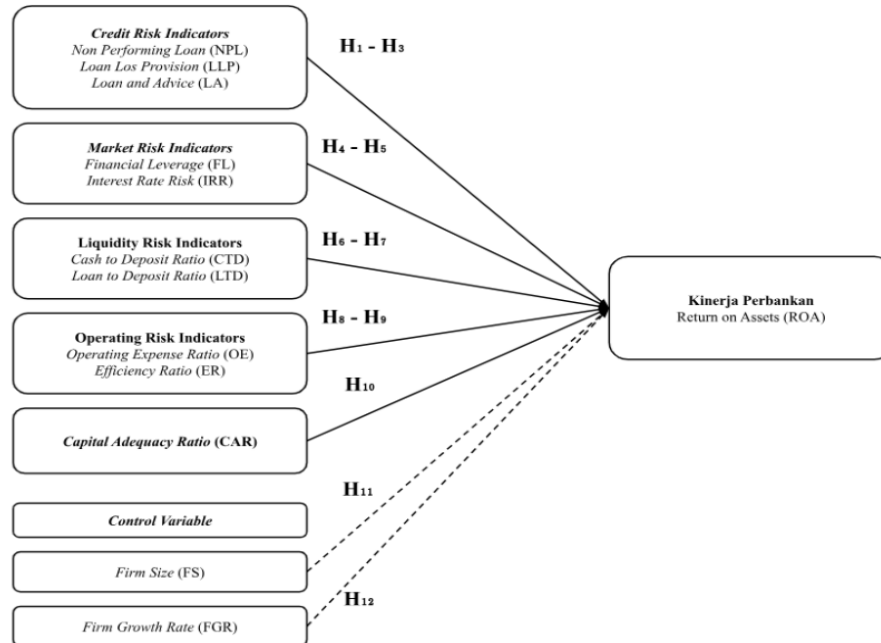 Credit Risk Indicators
Non Performing Loan (NPL)
Loan Los Provision (LLP)
Loan and Advice (LA)
H1 - H3
Market Risk Indicators
Financial Leverage (FL)
Interest Rate Risk (IRR)
H4 - H5
Liquidity Risk Indicators
Cash to Deposit Ratio (CTD)
Loan to Deposit Ratio (LTD)
H6 - H7
Operating Risk Indicators
Operating Expense Ratio (OE)
Efficiency Ratio (ER)
H8 - H9
Capital Adequacy Ratio (CAR)
H10
Control Variable
Firm Size (FS)
H11
Firm Growth Rate (FGR)
H12
Kinerja Perbankan
Return on Assets (ROA)